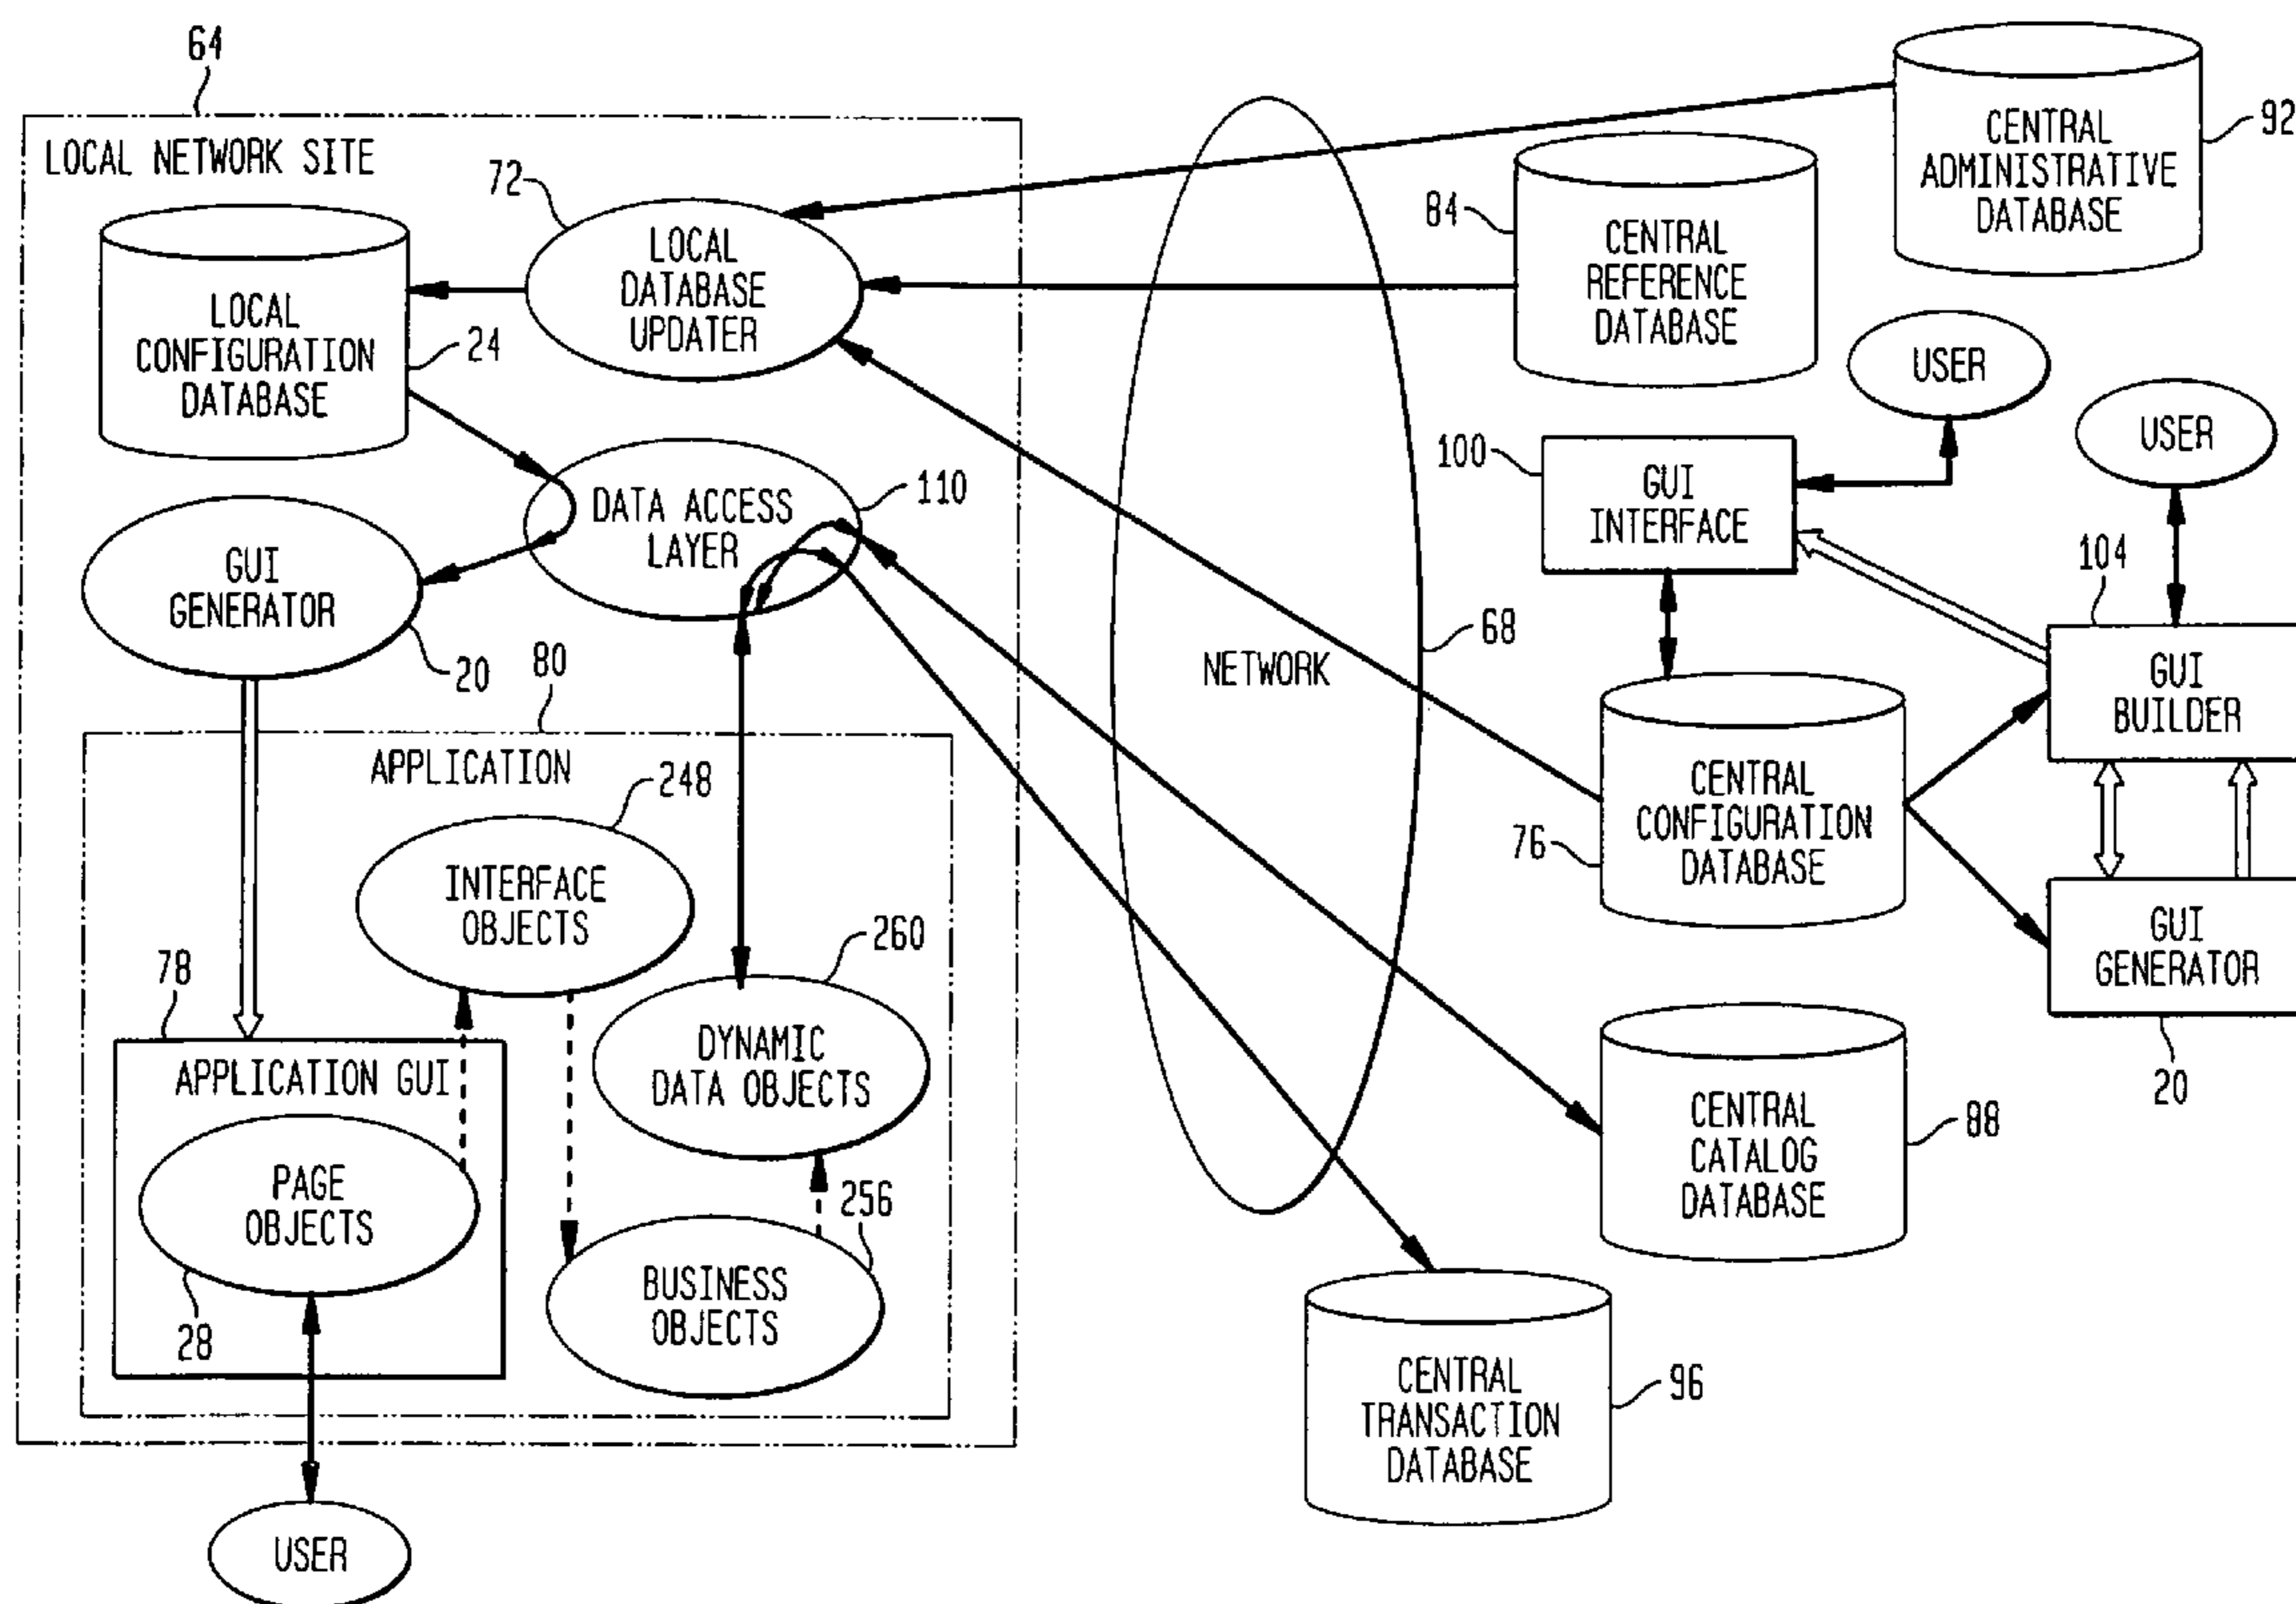 64
LOCAL NETWORK SITE
72
LOCAL
DATABASE
UPDATER
LOCAL
CONFIGURATION
DATABASE
24
DATA ACCESS
LAYER
110
GUI
GENERATOR
20
80
APPLICATION
248
INTERFACE
OBJECTS
260
DYNAMIC
DATA OBJECTS
78
APPLICATION GUI
PAGE
OBJECTS
28
256
BUSINESS
OBJECTS
USER
NETWORK
68
CENTRAL
ADMINISTRATIVE
DATABASE
92
84
CENTRAL
REFERENCE
DATABASE
USER
USER
100
GUI
INTERFACE
104
GUI
BUILDER
76
CENTRAL
CONFIGURATION
DATABASE
GUI
GENERATOR
20
CENTRAL
CATALOG
DATABASE
88
CENTRAL
TRANSACTION
DATABASE
96